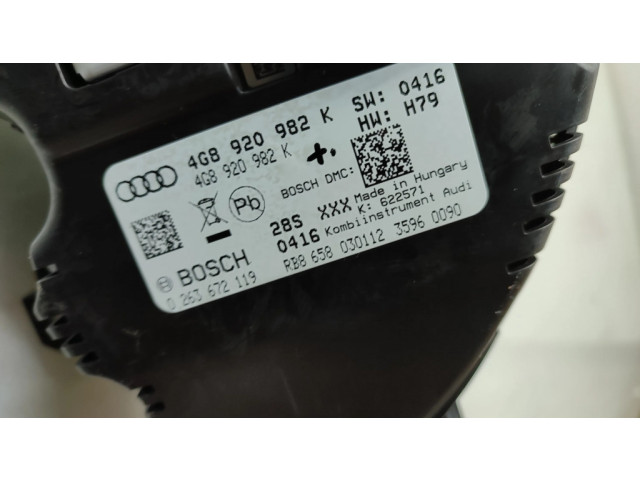 4G8 920 982 K SW: 0416
4G8 920 982 K HW: H79
BOSCH DMC:
Pb
28S XXX Made in Hungary
K: 622571
0416 Kombiinstrument Audi
BOSCH
0 263 672 119
RB8 658 030112 3596 0090